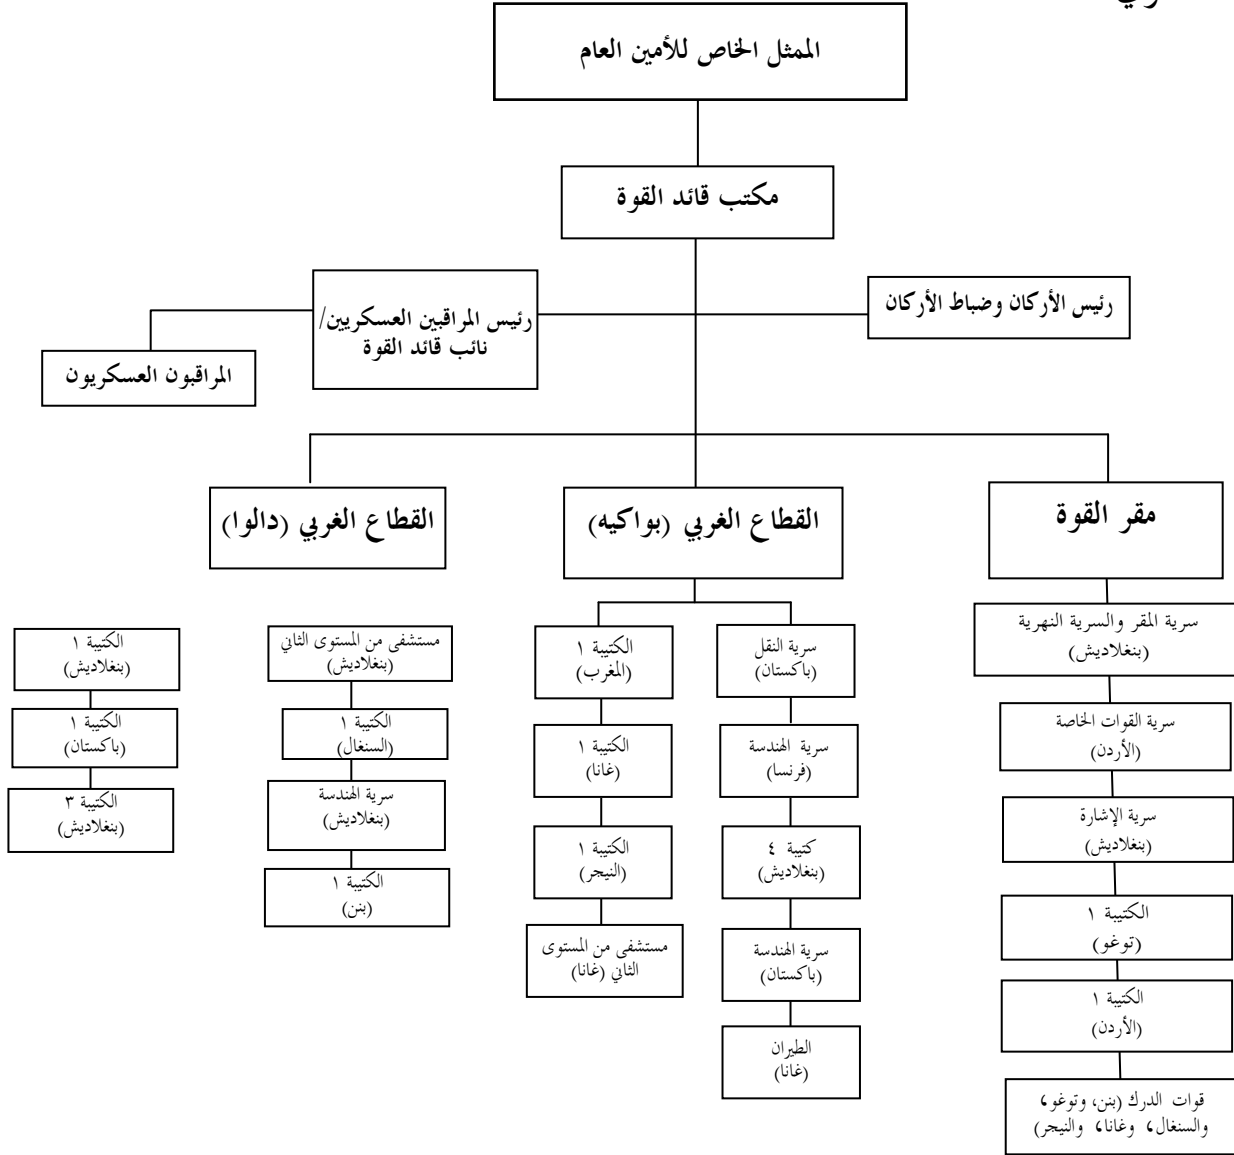 الممثل الخاص للأمين العام
مكتب قائد القوة
رئيس الأركان وضباط الأركان
رئيس المراقبين العسكريين/
نائب قائد القوة
المراقبون العسكريون
مقر القوة
القطاع الغربي (بواكيه)
القطاع الغربي (دالوا)
سرية المقر والسرية النهرية
(بنغلاديش)
سرية القوات الخاصة
(الأردن)
سرية الإشارة
(بنغلاديش)
الكتيبة ١
(توغو)
الكتيبة ١
(الأردن)
قوات الدرك (بنن، وتوغو،
والسنغال، وغانا، والنيجر)
سرية النقل
(باكستان)
سرية الهندسة
(فرنسا)
كتيبة ٤
(بنغلاديش)
سرية الهندسة
(باكستان)
الطيران
(غانا)
الكتيبة ١
(المغرب)
الكتيبة ١
(غانا)
الكتيبة ١
(النيجر)
مستشفى من المستوى
الثاني (غانا)
مستشفى من المستوى الثاني
(بنغلاديش)
الكتيبة ١
(السنغال)
سرية الهندسة
(بنغلاديش)
الكتيبة ١
(بنن)
الكتيبة ١
(بنغلاديش)
الكتيبة ١
(باكستان)
الكتيبة ٣
(بنغلاديش)